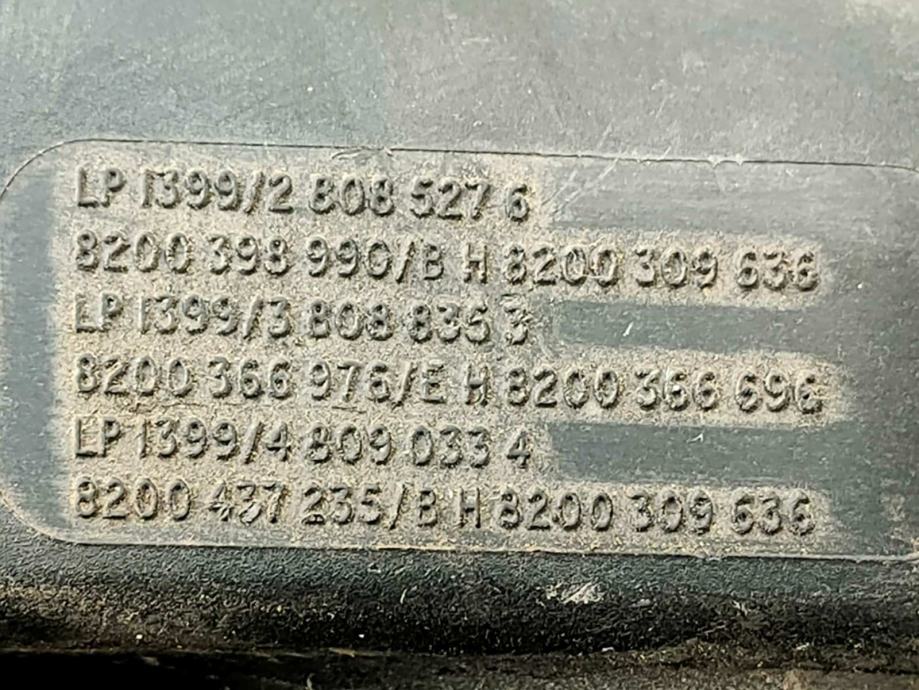 LP 1399/2 808 527 6
8200 398 990/B H 8200 309 636
LP 1399/3 808 835 3
8200 366 976/E H 8200 366 696
LP 1399/4 809 033 4
8200 437 235/B H 8200 309 636